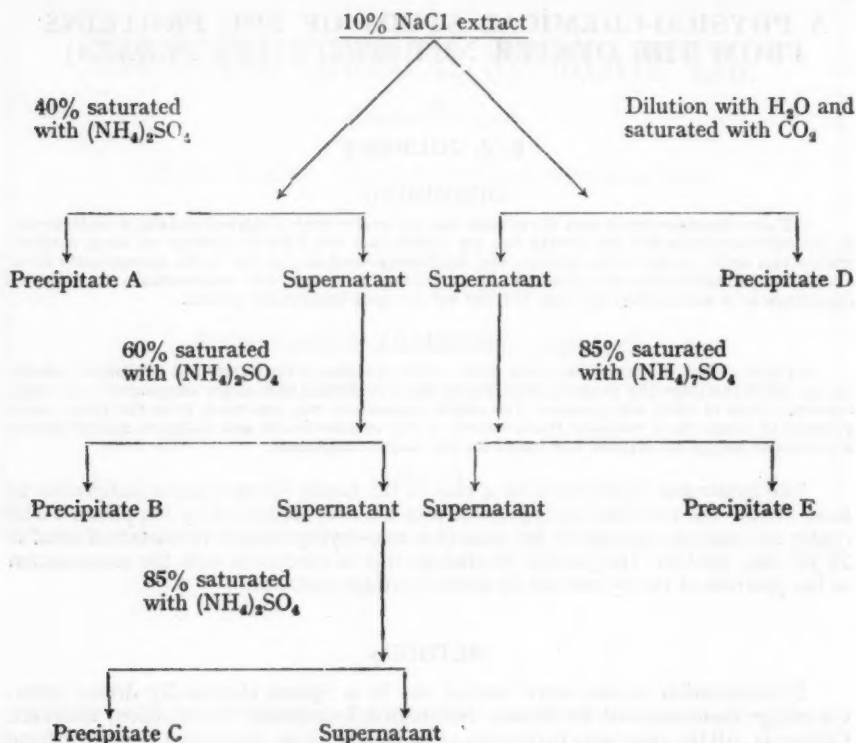 10% NaCl extract
40% saturated
with (NH₄)₂SO₄
Dilution with H₂O and
saturated with CO₂
Precipitate A
Supernatant
Supernatant
Precipitate D
60% saturated
with (NH₄)₂SO₄
85% saturated
with (NH₄)₇SO₄
Precipitate B
Supernatant
Supernatant
Precipitate E
85% saturated
with (NH₄)₂SO₄
Precipitate C
Supernatant